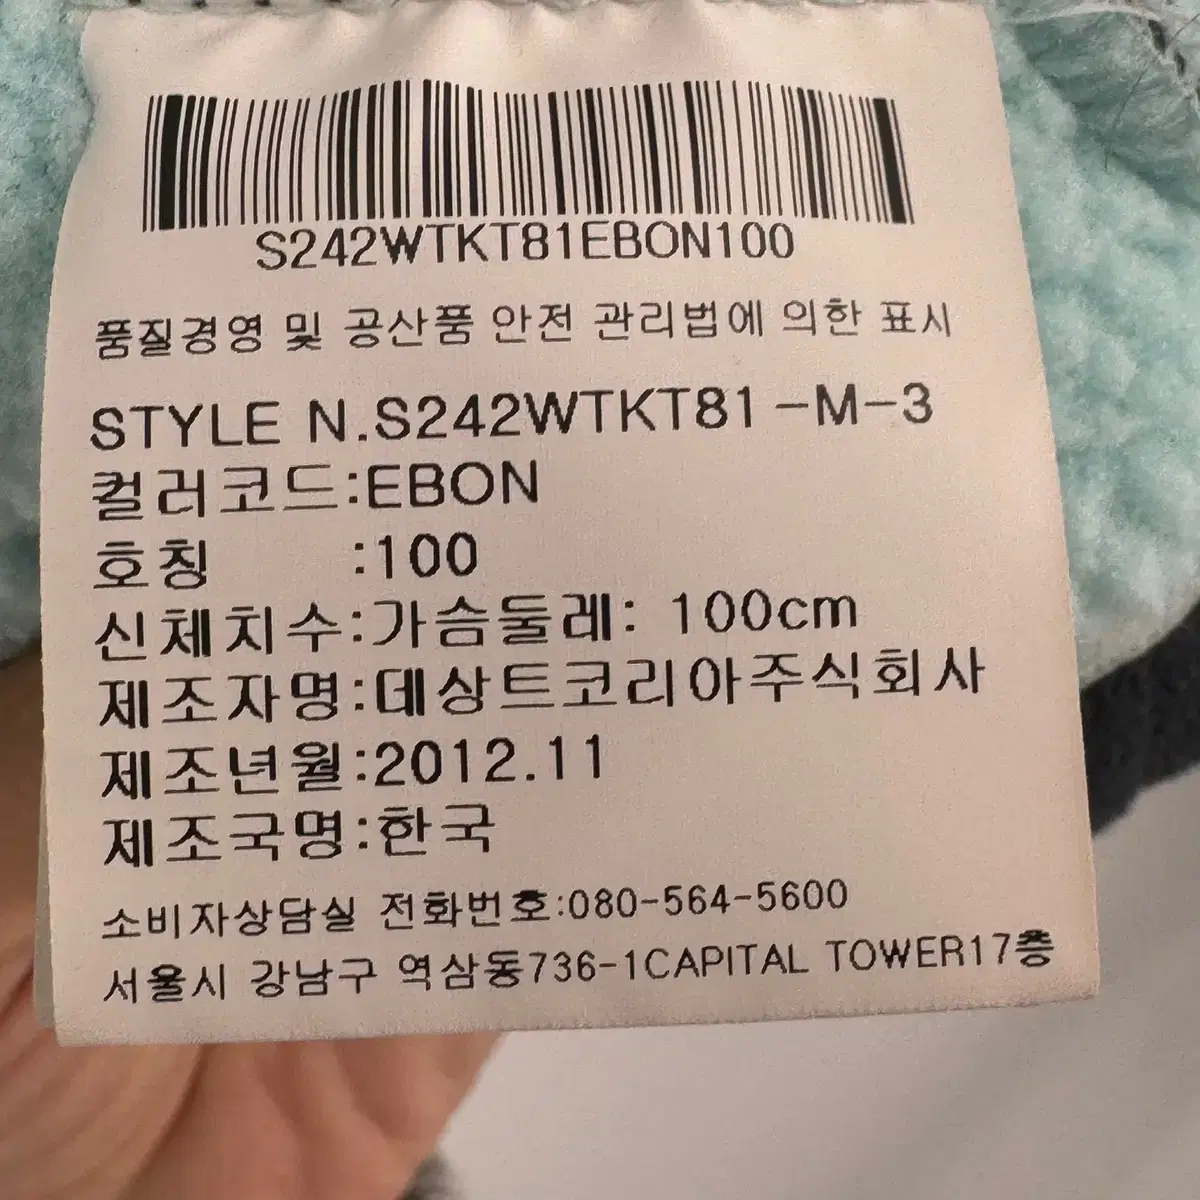 S242WTKT81EBON100
품질경영 및 공산품 안전 관리법에 의한 표시
STYLE N.S242WTKT81-M-3
컬러코드:EBON
호칭 :100
신체치수:가슴둘레: 100cm
제조자명:데상트코리아주식회사
제조년월:2012.11
제조국명:한국
소비자상담실 전화번호:080-564-5600
서울시 강남구 역삼동736-1CAPITAL TOWER17층